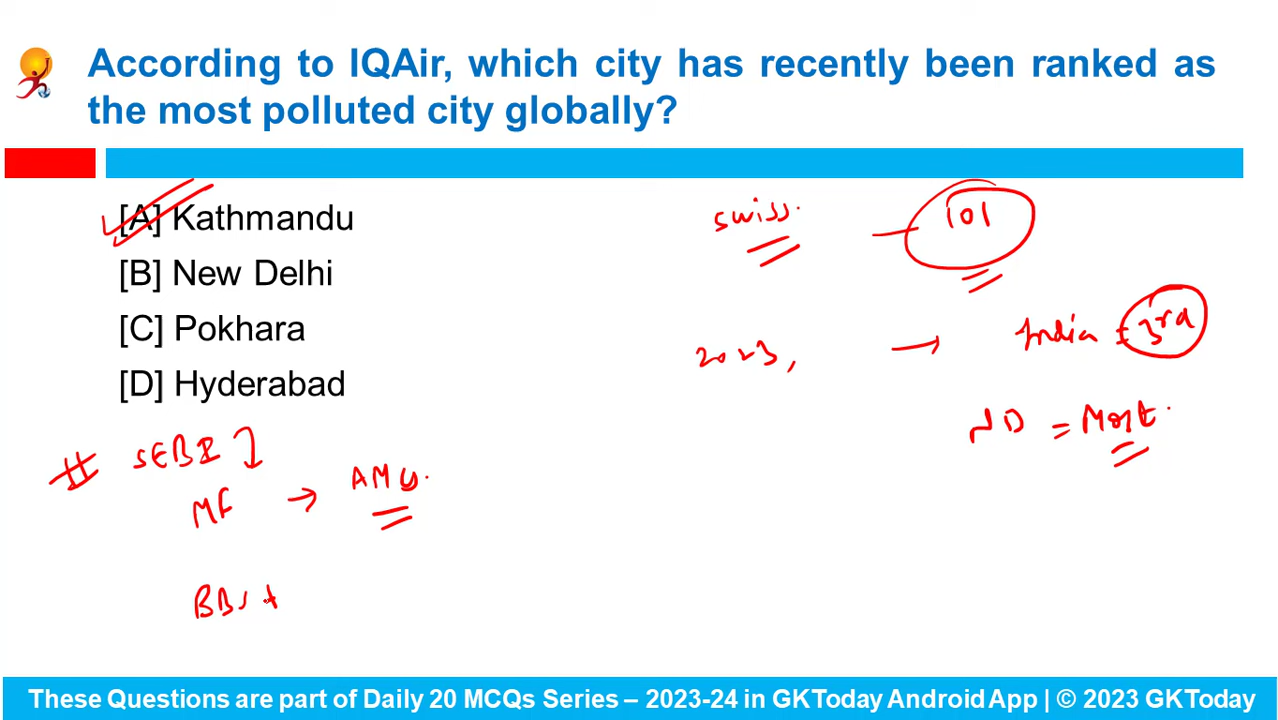 According to IQAir, which city has recently been ranked as
the most polluted city globally?
[A] Kathmandu
[B] New Delhi
[C] Pokhara
[D] Hyderabad
swiss. – 101
2023, → India = 3rd
ND = Most.
# SEBI
MF → AMU.
These Questions are part of Daily 20 MCQs Series – 2023-24 in GKToday Android App | © 2023 GKToday